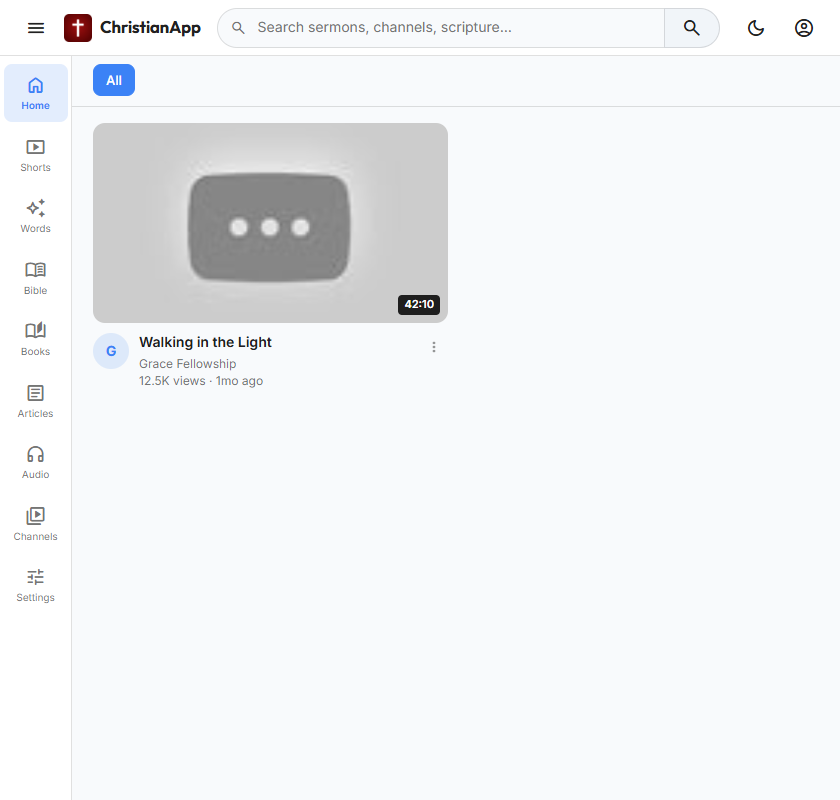 ChristianApp
Search sermons, channels, scripture...
Home
Shorts
Words
Bible
Books
Articles
Audio
Channels
Settings
All
42:10
G
Walking in the Light
Grace Fellowship
12.5K views · 1mo ago